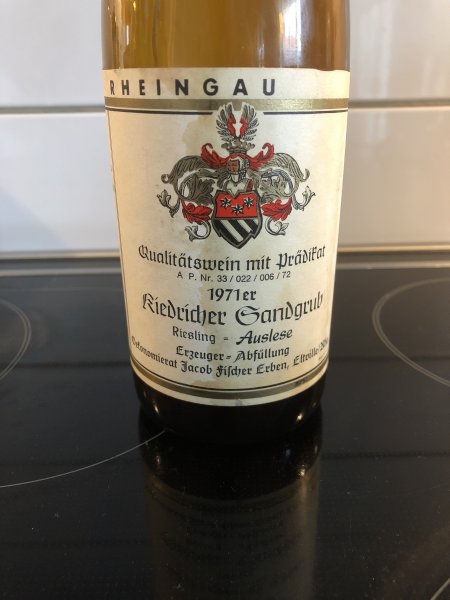 RHEINGAU
Qualitätswein mit Prädikat
A P. Nr. 33/022/006/72
1971er
Kiedricher Sandgrub
Riesling - Auslese
Erzeuger-Abfüllung
Oekonomierat Jacob Fischer Erben, Eltville/